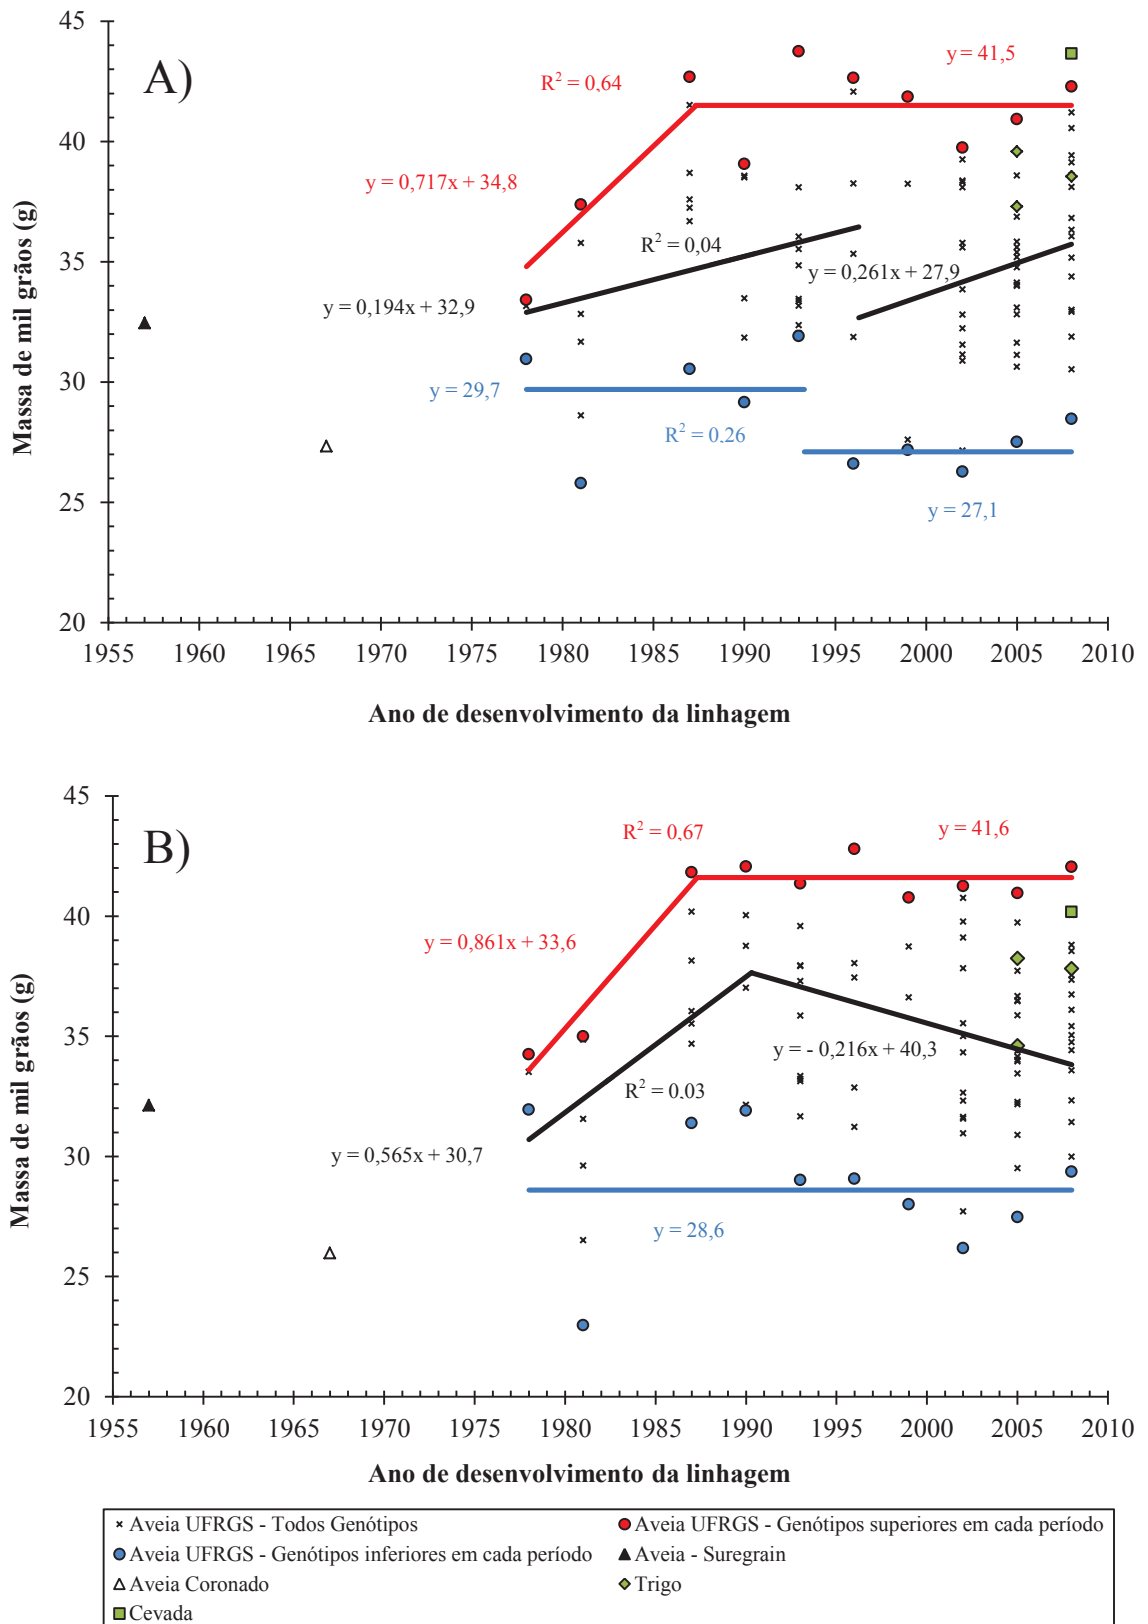 A)
45
40
35
30
25
20
Massa de mil grãos (g)
R² = 0,64
y = 41,5
y = 0,717x + 34,8
R² = 0,04
y = 0,261x + 27,9
y = 0,194x + 32,9
y = 29,7
R² = 0,26
y = 27,1
1955 1960 1965 1970 1975 1980 1985 1990 1995 2000 2005 2010
Ano de desenvolvimento da linhagem
B)
45
40
35
30
25
20
Massa de mil grãos (g)
R² = 0,67
y = 41,6
y = 0,861x + 33,6
y = - 0,216x + 40,3
R² = 0,03
y = 0,565x + 30,7
y = 28,6
1955 1960 1965 1970 1975 1980 1985 1990 1995 2000 2005 2010
Ano de desenvolvimento da linhagem
Aveia UFRGS - Todos Genótipos
Aveia UFRGS - Genótipos superiores em cada período
Aveia UFRGS - Genótipos inferiores em cada período
Aveia - Suregrain
Aveia Coronado
Trigo
Cevada